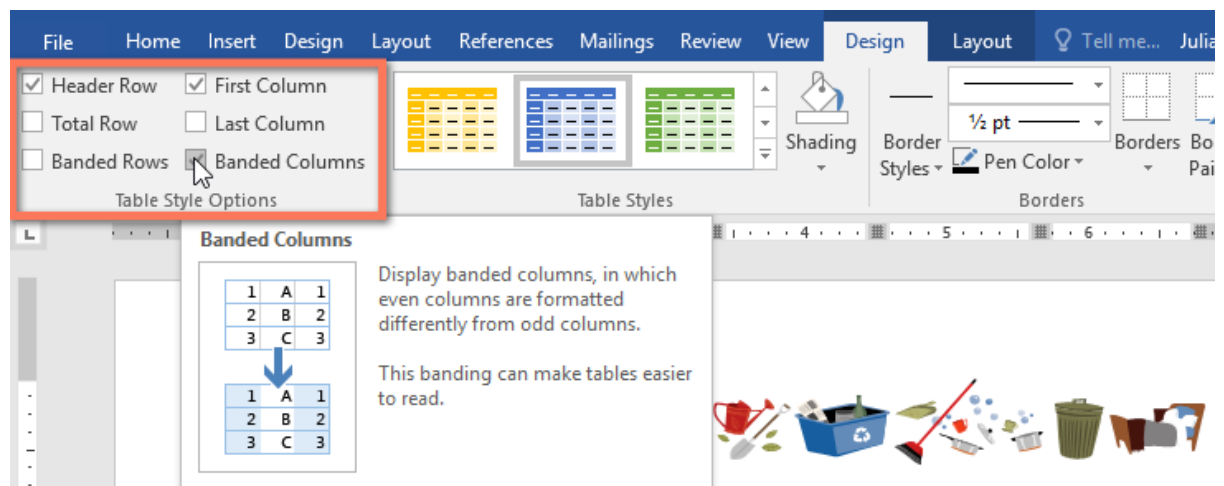 File Home Insert Design Layout References Mailings Review View Design Layout Tell me... Julia
Header Row First Column
Total Row Last Column
Banded Rows Banded Columns
Table Style Options
Table Styles
Shading
Border
Styles
½ pt
Pen Color
Borders
Bo
Pai
Borders
L
4 5 6
Banded Columns
1 A 1
2 B 2
3 C 3
1 A 1
2 B 2
3 C 3
Display banded columns, in which
even columns are formatted
differently from odd columns.
This banding can make tables easier
to read.